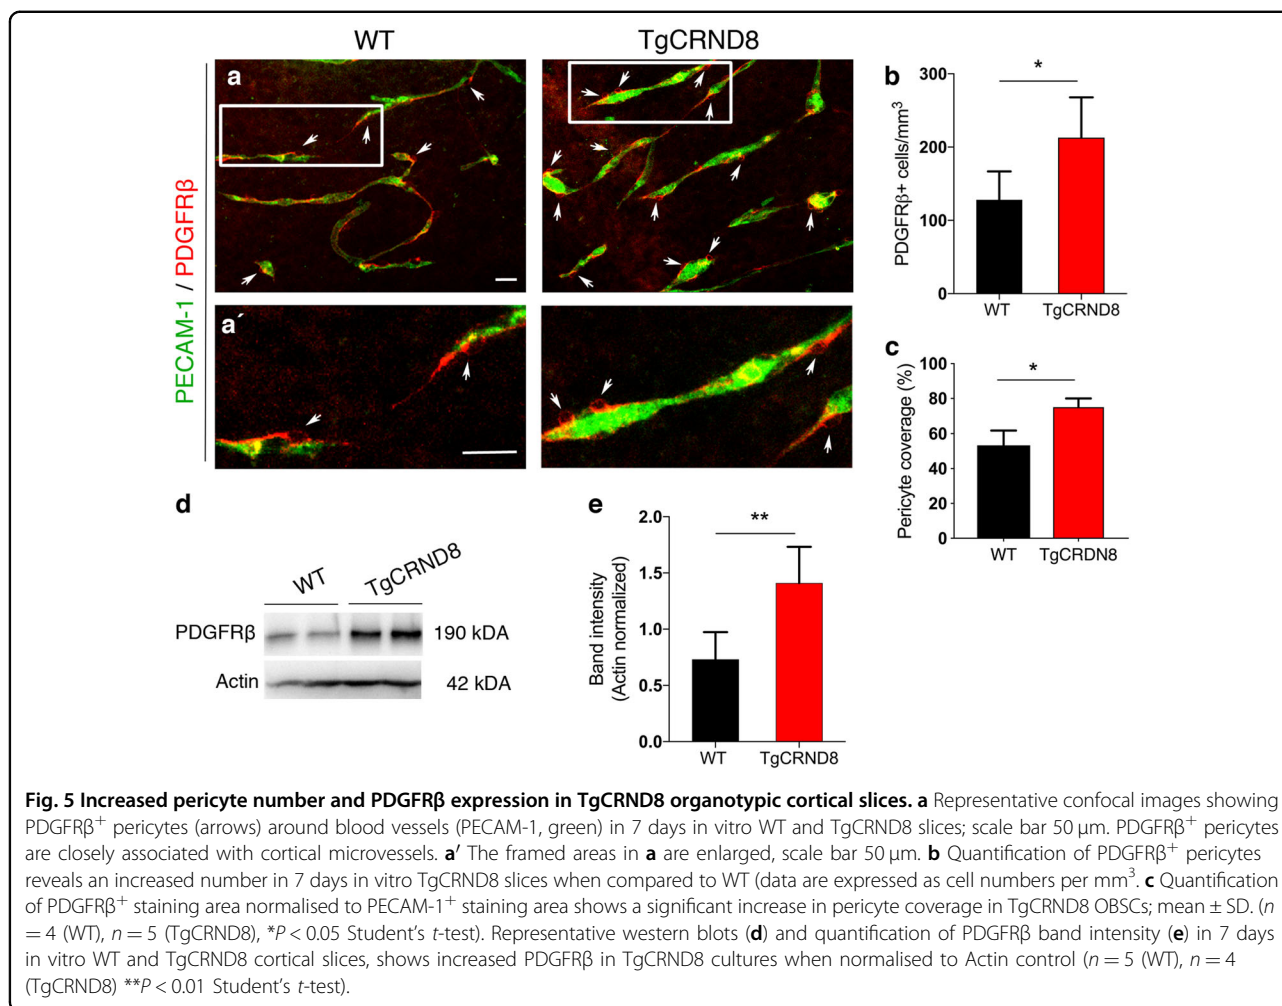 WT
TgCRND8
PECAM-1 / PDGFRβ
a
a´
b
PDGFRβ+ cells/mm³
300
200
100
0
*
WT
TgCRND8
c
Pericyte coverage (%)
100
80
60
40
20
0
*
WT
TgCRDN8
d
WT
TgCRND8
PDGFRβ
190 kDA
Actin
42 kDA
e
Band intensity
(Actin normalized)
2.0
1.5
1.0
0.5
0.0
**
WT
TgCRND8
Fig. 5 Increased pericyte number and PDGFRβ expression in TgCRND8 organotypic cortical slices. a Representative confocal images showing
PDGFRβ⁺ pericytes (arrows) around blood vessels (PECAM-1, green) in 7 days in vitro WT and TgCRND8 slices; scale bar 50 µm. PDGFRβ⁺ pericytes
are closely associated with cortical microvessels. a′ The framed areas in a are enlarged, scale bar 50 µm. b Quantification of PDGFRβ⁺ pericytes
reveals an increased number in 7 days in vitro TgCRND8 slices when compared to WT (data are expressed as cell numbers per mm³. c Quantification
of PDGFRβ⁺ staining area normalised to PECAM-1⁺ staining area shows a significant increase in pericyte coverage in TgCRND8 OBSCs; mean ± SD. (n
= 4 (WT), n = 5 (TgCRND8), *P < 0.05 Student's t-test). Representative western blots (d) and quantification of PDGFRβ band intensity (e) in 7 days
in vitro WT and TgCRND8 cortical slices, shows increased PDGFRβ in TgCRND8 cultures when normalised to Actin control (n = 5 (WT), n = 4
(TgCRND8) **P < 0.01 Student's t-test).